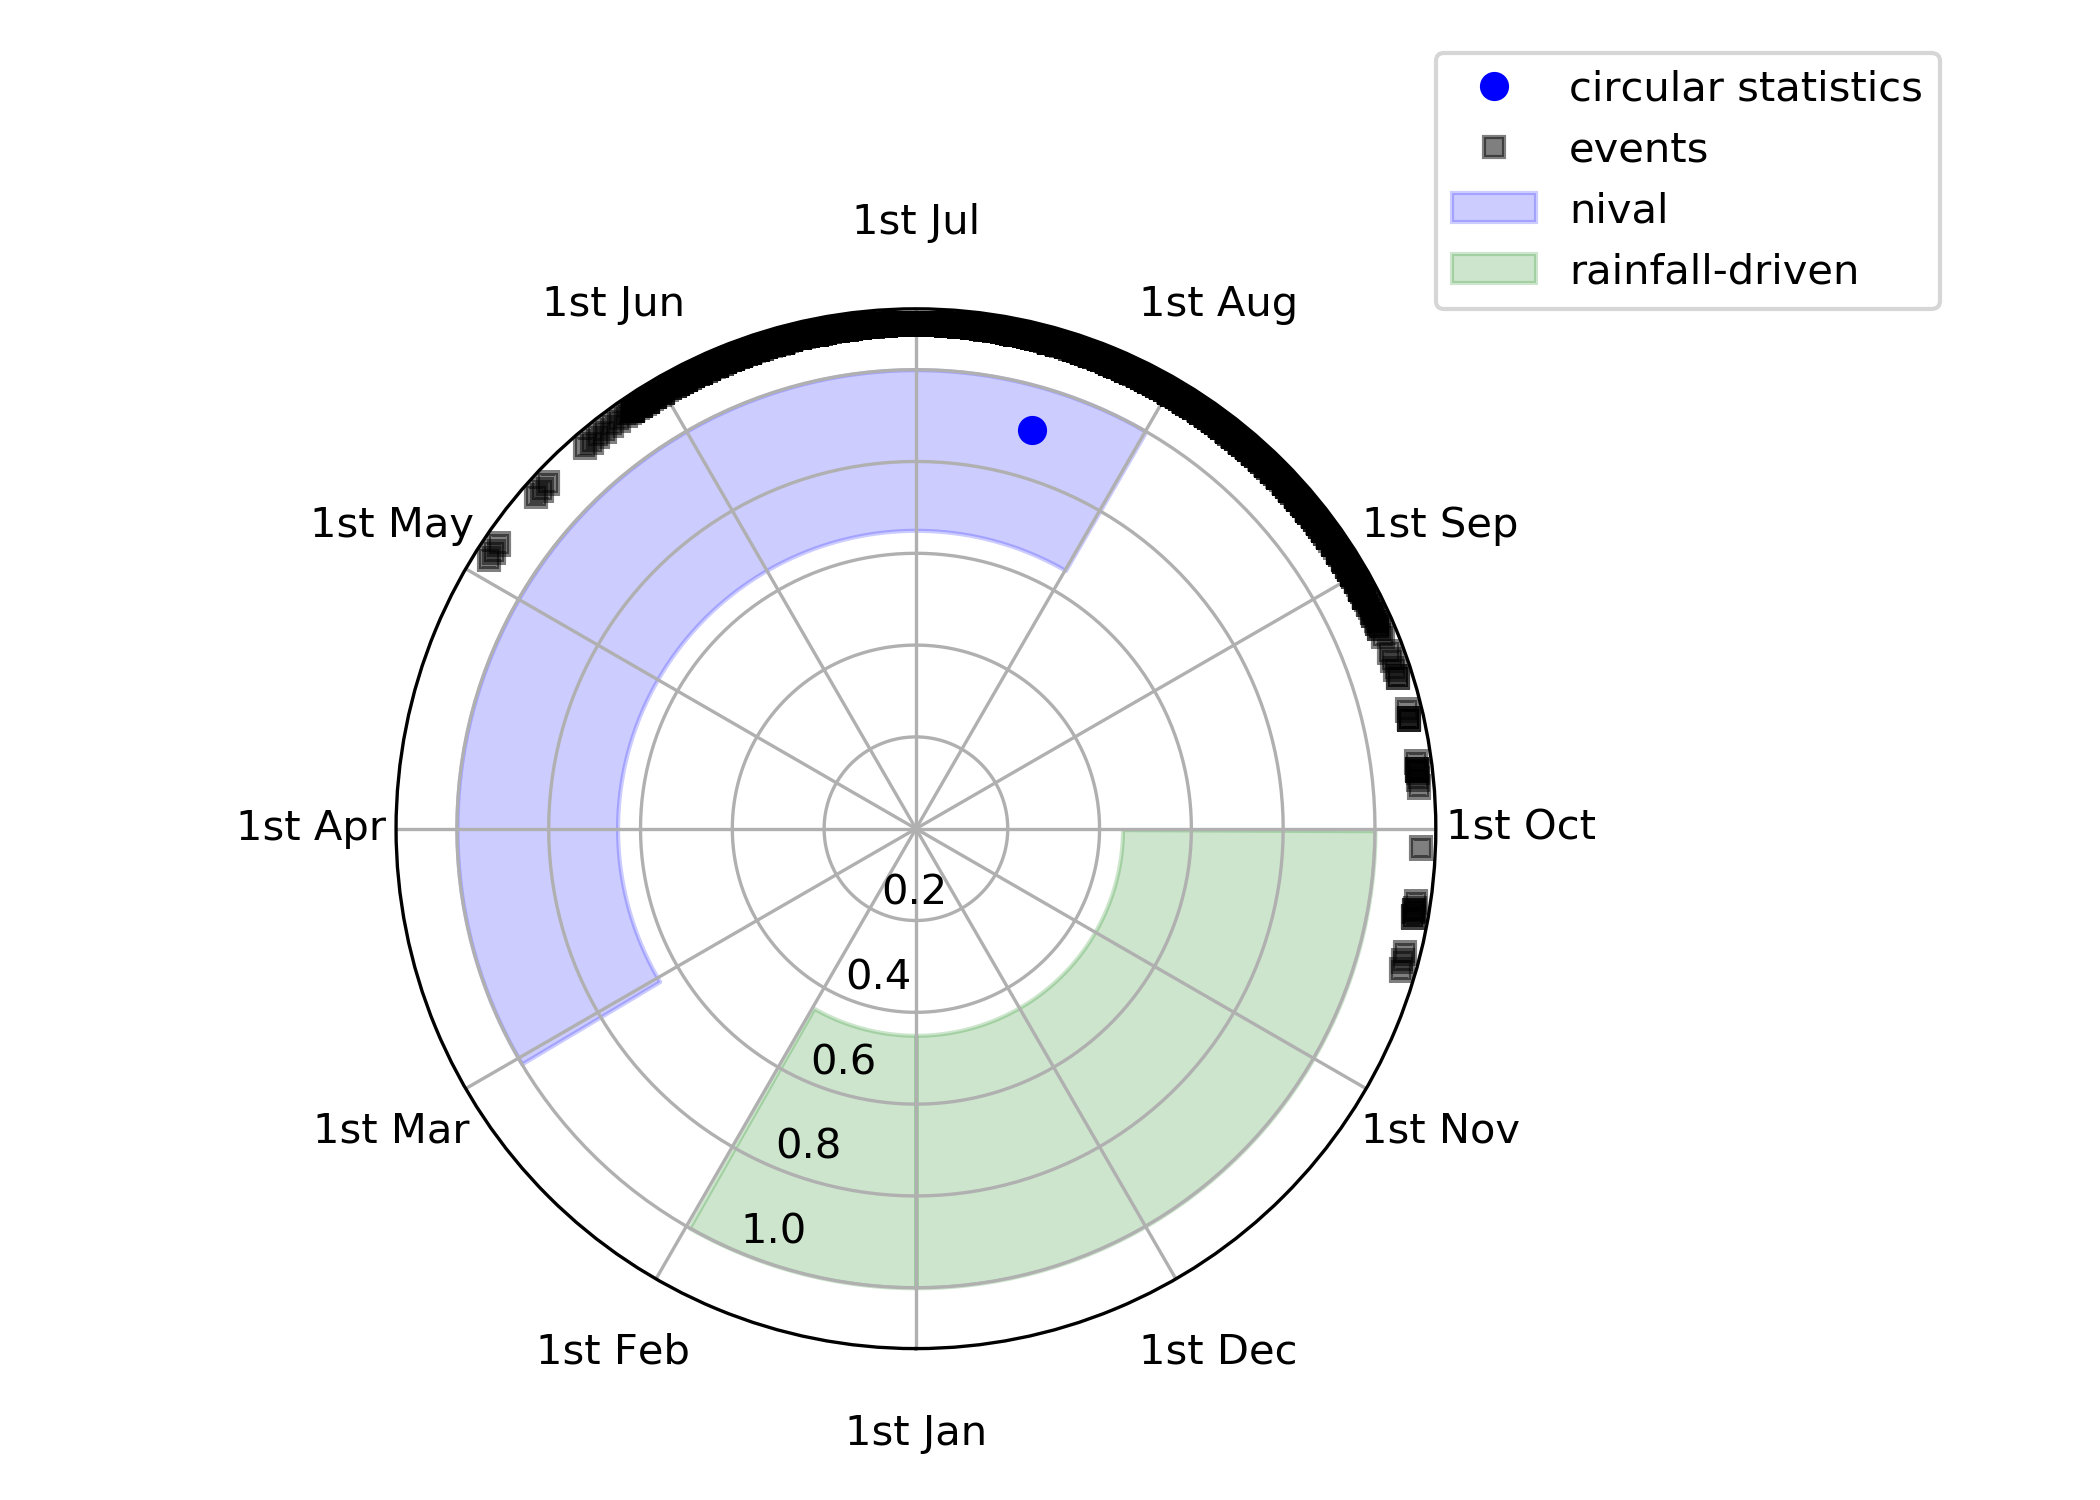 circular statistics
events
nival
rainfall-driven
1st Jul
1st Jun
1st Aug
1st May
1st Sep
1st Apr
1st Oct
0.2
0.4
0.6
1st Mar
1st Nov
0.8
1.0
1st Feb
1st Dec
1st Jan